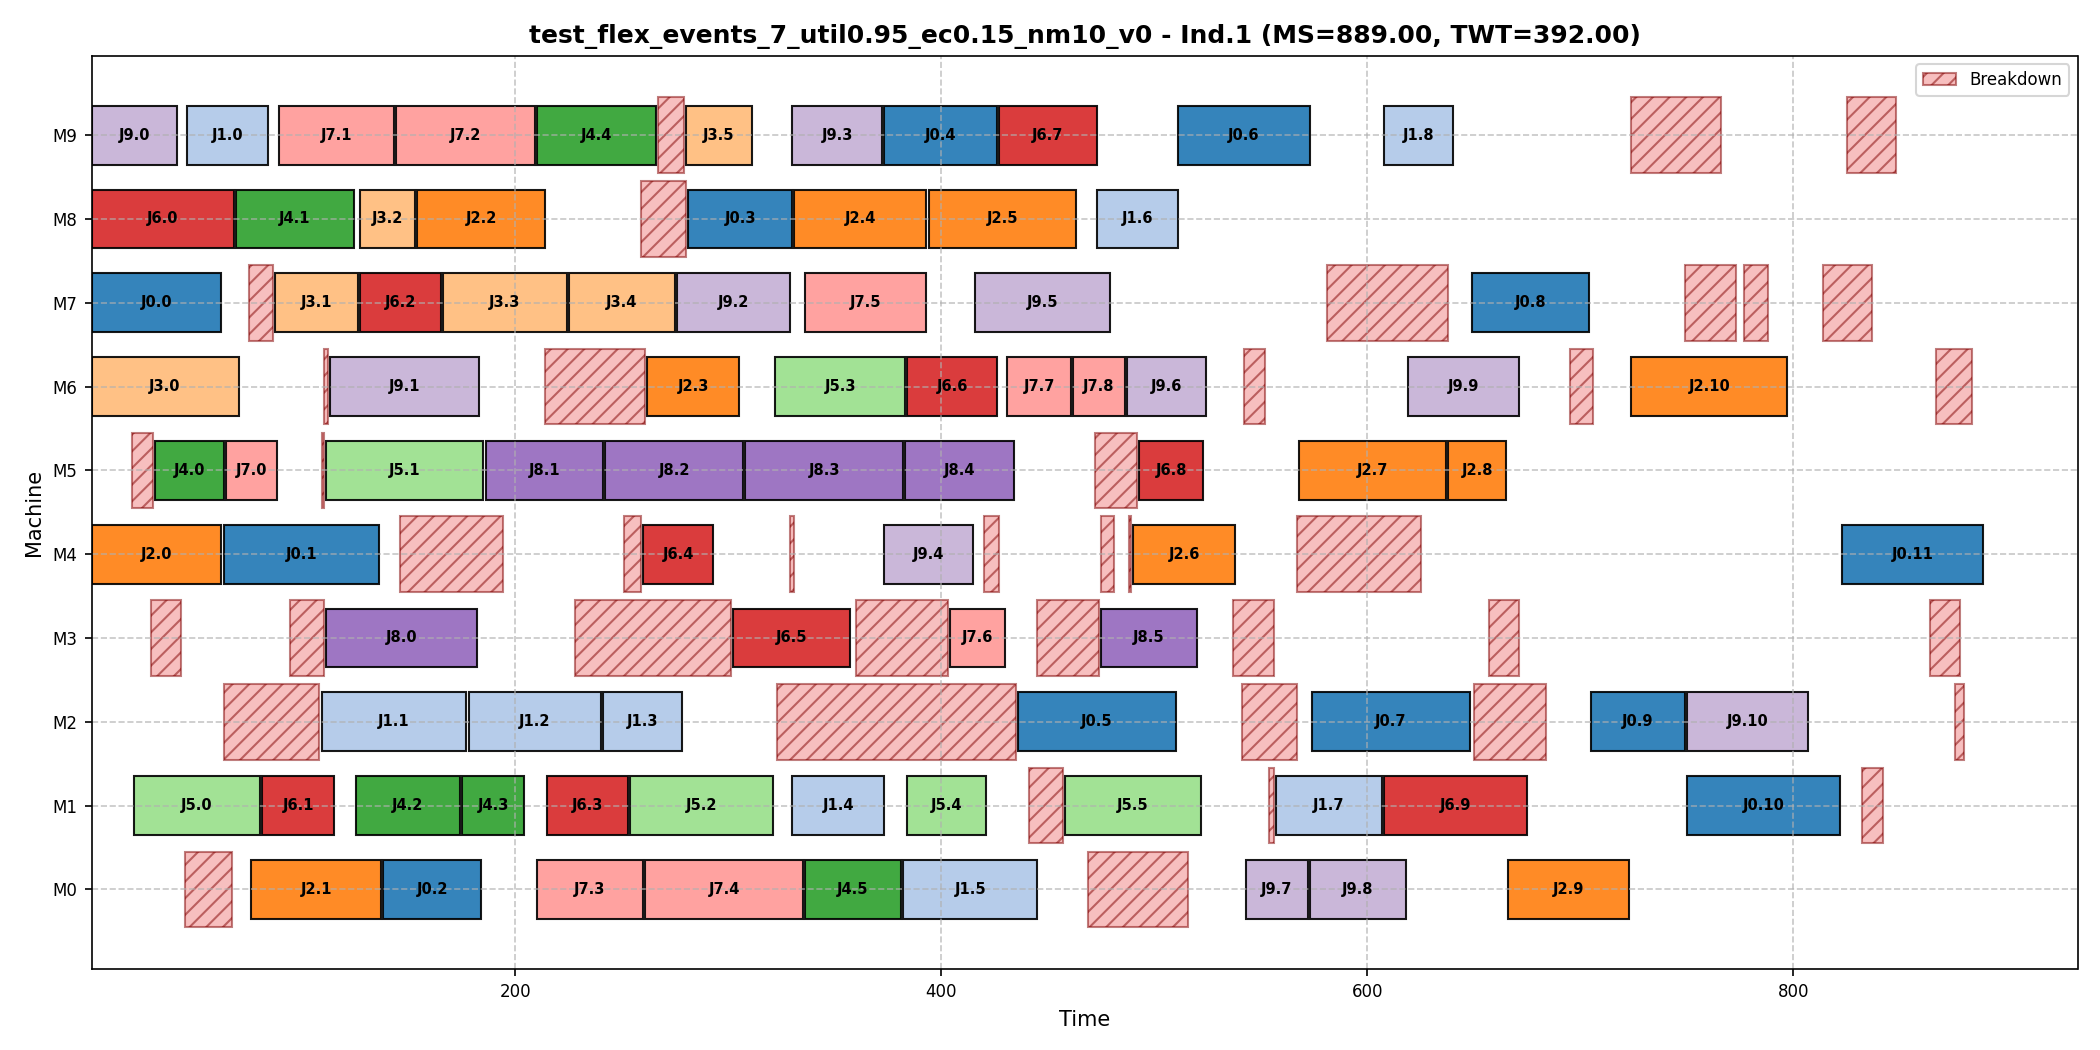 test_flex_events_7_util0.95_ec0.15_nm10_v0 - Ind.1 (MS=889.00, TWT=392.00)
Breakdown
M9 J9.0 J1.0 J7.1 J7.2 J4.4 J3.5 J9.3 J0.4 J6.7 J0.6 J1.8
M8 J6.0 J4.1 J3.2 J2.2 J0.3 J2.4 J2.5 J1.6
M7 J0.0 J3.1 J6.2 J3.3 J3.4 J9.2 J7.5 J9.5 J0.8
M6 J3.0 J9.1 J2.3 J5.3 J6.6 J7.7 J7.8 J9.6 J9.9 J2.10
M5 J4.0 J7.0 J5.1 J8.1 J8.2 J8.3 J8.4 J6.8 J2.7 J2.8
M4 J2.0 J0.1 J6.4 J9.4 J2.6 J0.11
M3 J8.0 J6.5 J7.6 J8.5
M2 J1.1 J1.2 J1.3 J0.5 J0.7 J0.9 J9.10
M1 J5.0 J6.1 J4.2 J4.3 J6.3 J5.2 J1.4 J5.4 J5.5 J1.7 J6.9 J0.10
M0 J2.1 J0.2 J7.3 J7.4 J4.5 J1.5 J9.7 J9.8 J2.9
Machine
200 400 600 800
Time